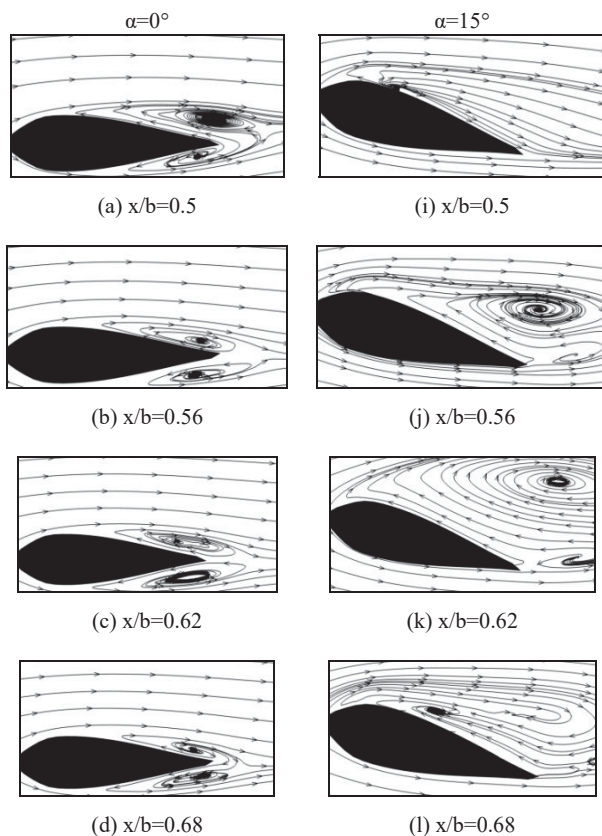 α=0° α=15°
(a) x/b=0.5 (i) x/b=0.5
(b) x/b=0.56 (j) x/b=0.56
(c) x/b=0.62 (k) x/b=0.62
(d) x/b=0.68 (l) x/b=0.68